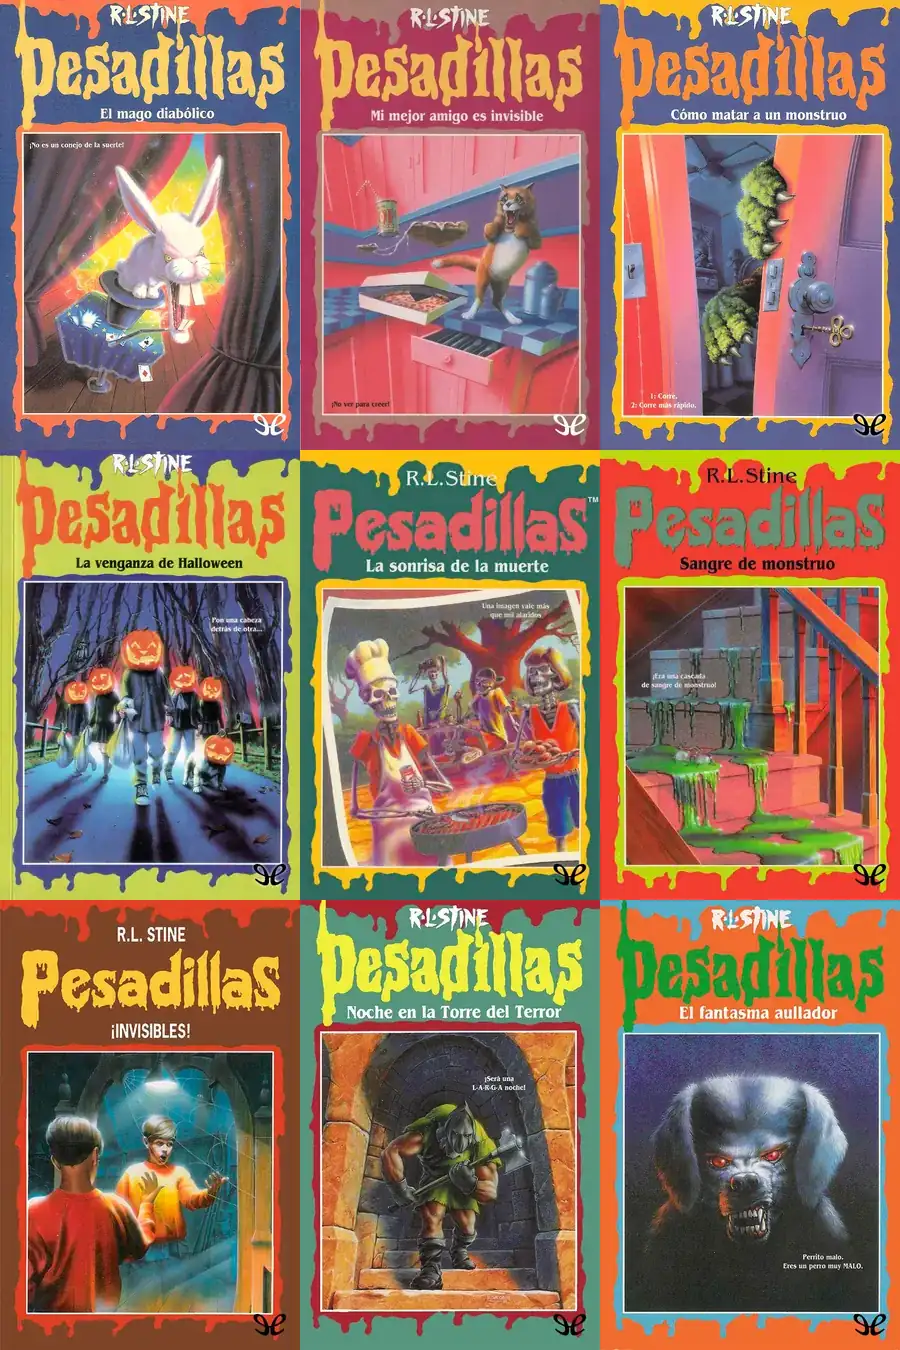 R.L.STINE
Pesadillas
El mago diabólico
¡No es un conejo de la suerte!
R.L.STINE
Pesadillas
Mi mejor amigo es invisible
¡No ver para creer!
R.L.STINE
Pesadillas
Cómo matar a un monstruo
1: Corre.
2: Corre más rápido.
R.L.STINE
Pesadillas
La venganza de Halloween
Pon una cabeza
detrás de otra...
R.L.Stine
Pesadillas™
La sonrisa de la muerte
Una imagen vale más
que mil alaridos.
R.L.Stine
Pesadillas
Sangre de monstruo
¡Era una cascada
de sangre de monstruo!
R.L. STINE
Pesadillas
¡INVISIBLES!
R.L.STINE
Pesadillas
Noche en la Torre del Terror
¡Será una
L-A-R-G-A noche!
R.L.STINE
Pesadillas
El fantasma aullador
Perrito malo.
Eres un perro muy MALO.